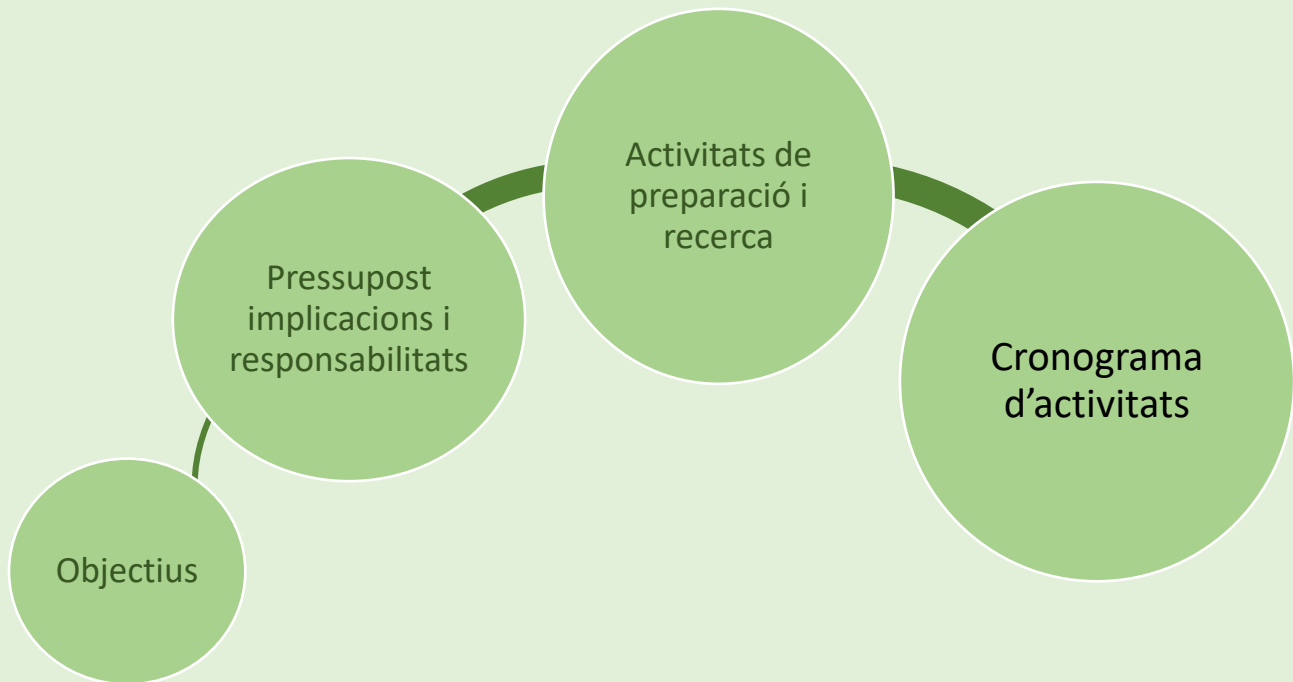 Objectius
Pressupost
implicacions i
responsabilitats
Activitats de
preparació i
recerca
Cronograma
d’activitats